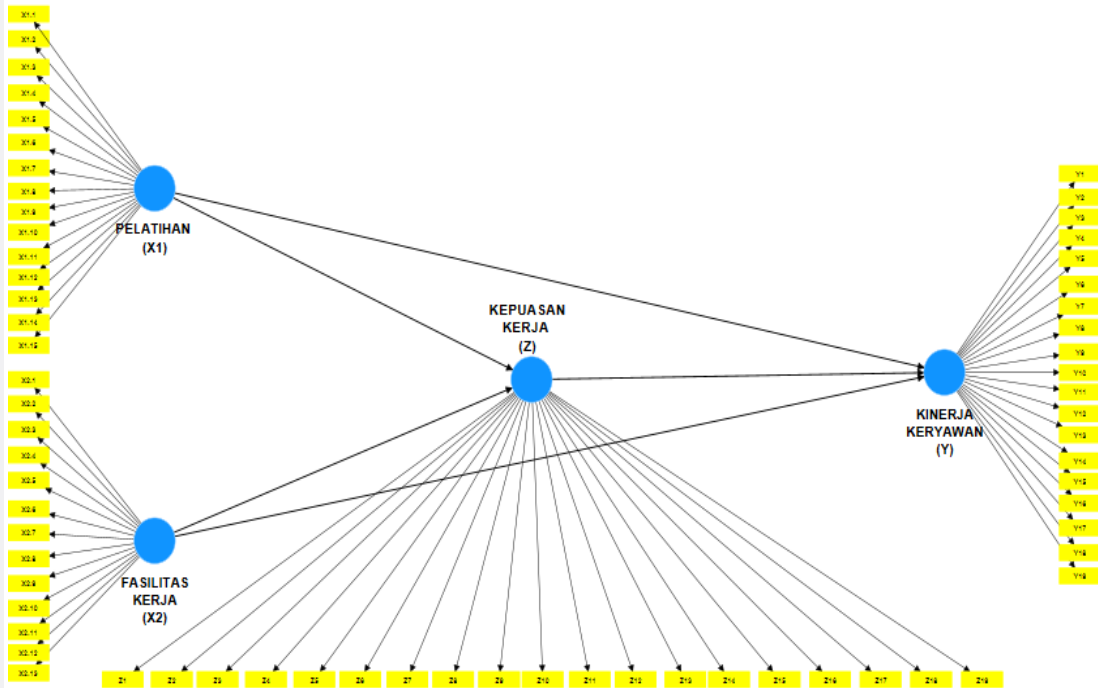 X1.1
X1.2
X1.3
X1.4
X1.5
X1.6
X1.7
X1.8
X1.9
X1.10
X1.11
X1.12
X1.13
X1.14
X1.15
PELATIHAN
(X1)
X2.1
X2.2
X2.3
X2.4
X2.5
X2.6
X2.7
X2.8
X2.9
X2.10
X2.11
X2.12
X2.13
FASILITAS
KERJA
(X2)
KEPUASAN
KERJA
(Z)
Z1
Z2
Z3
Z4
Z5
Z6
Z7
Z8
Z9
Z10
Z11
Z12
Z13
Z14
Z15
Z16
Z17
Z18
Z19
KINERJA
KERYAWAN
(Y)
Y1
Y2
Y3
Y4
Y5
Y6
Y7
Y8
Y9
Y10
Y11
Y12
Y13
Y14
Y15
Y16
Y17
Y18
Y19